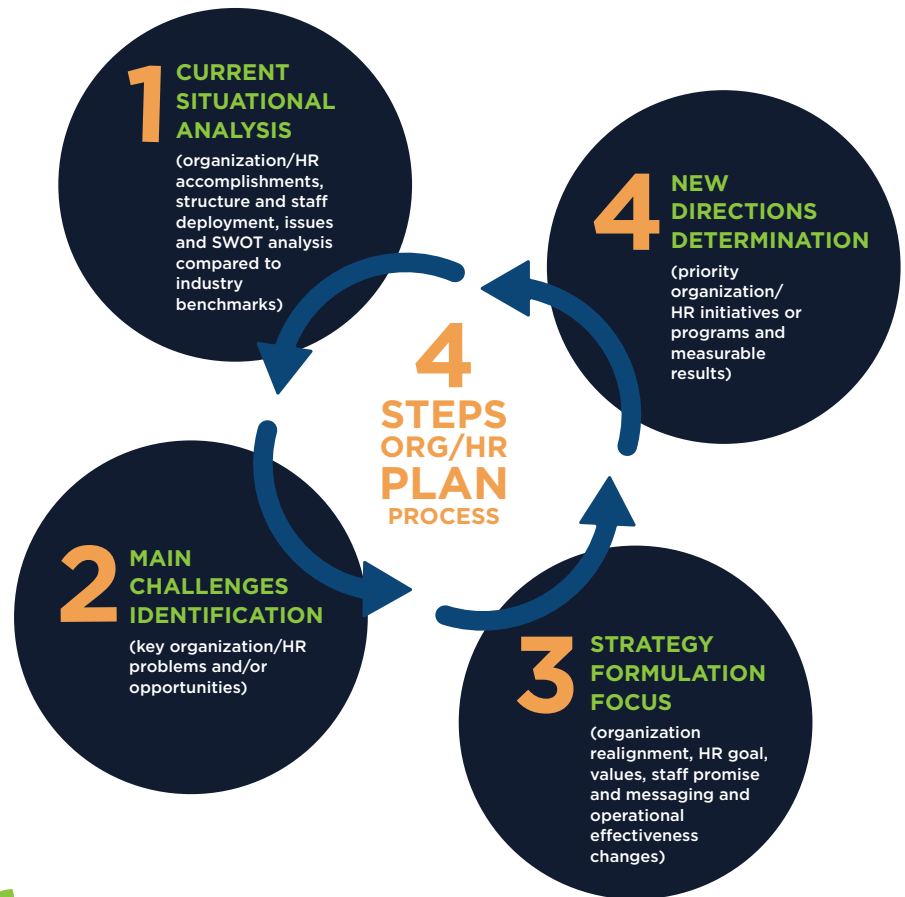 1
CURRENT
SITUATIONAL
ANALYSIS
(organization/HR
accomplishments,
structure and staff
deployment, issues
and SWOT analysis
compared to
industry
benchmarks)
2
MAIN
CHALLENGES
IDENTIFICATION
(key organization/HR
problems and/or
opportunities)
3
STRATEGY
FORMULATION
FOCUS
(organization
realignment, HR goal,
values, staff promise
and messaging and
operational
effectiveness
changes)
4
NEW
DIRECTIONS
DETERMINATION
(priority
organization/
HR initiatives or
programs and
measurable
results)
4
STEPS
ORG/HR
PLAN
PROCESS